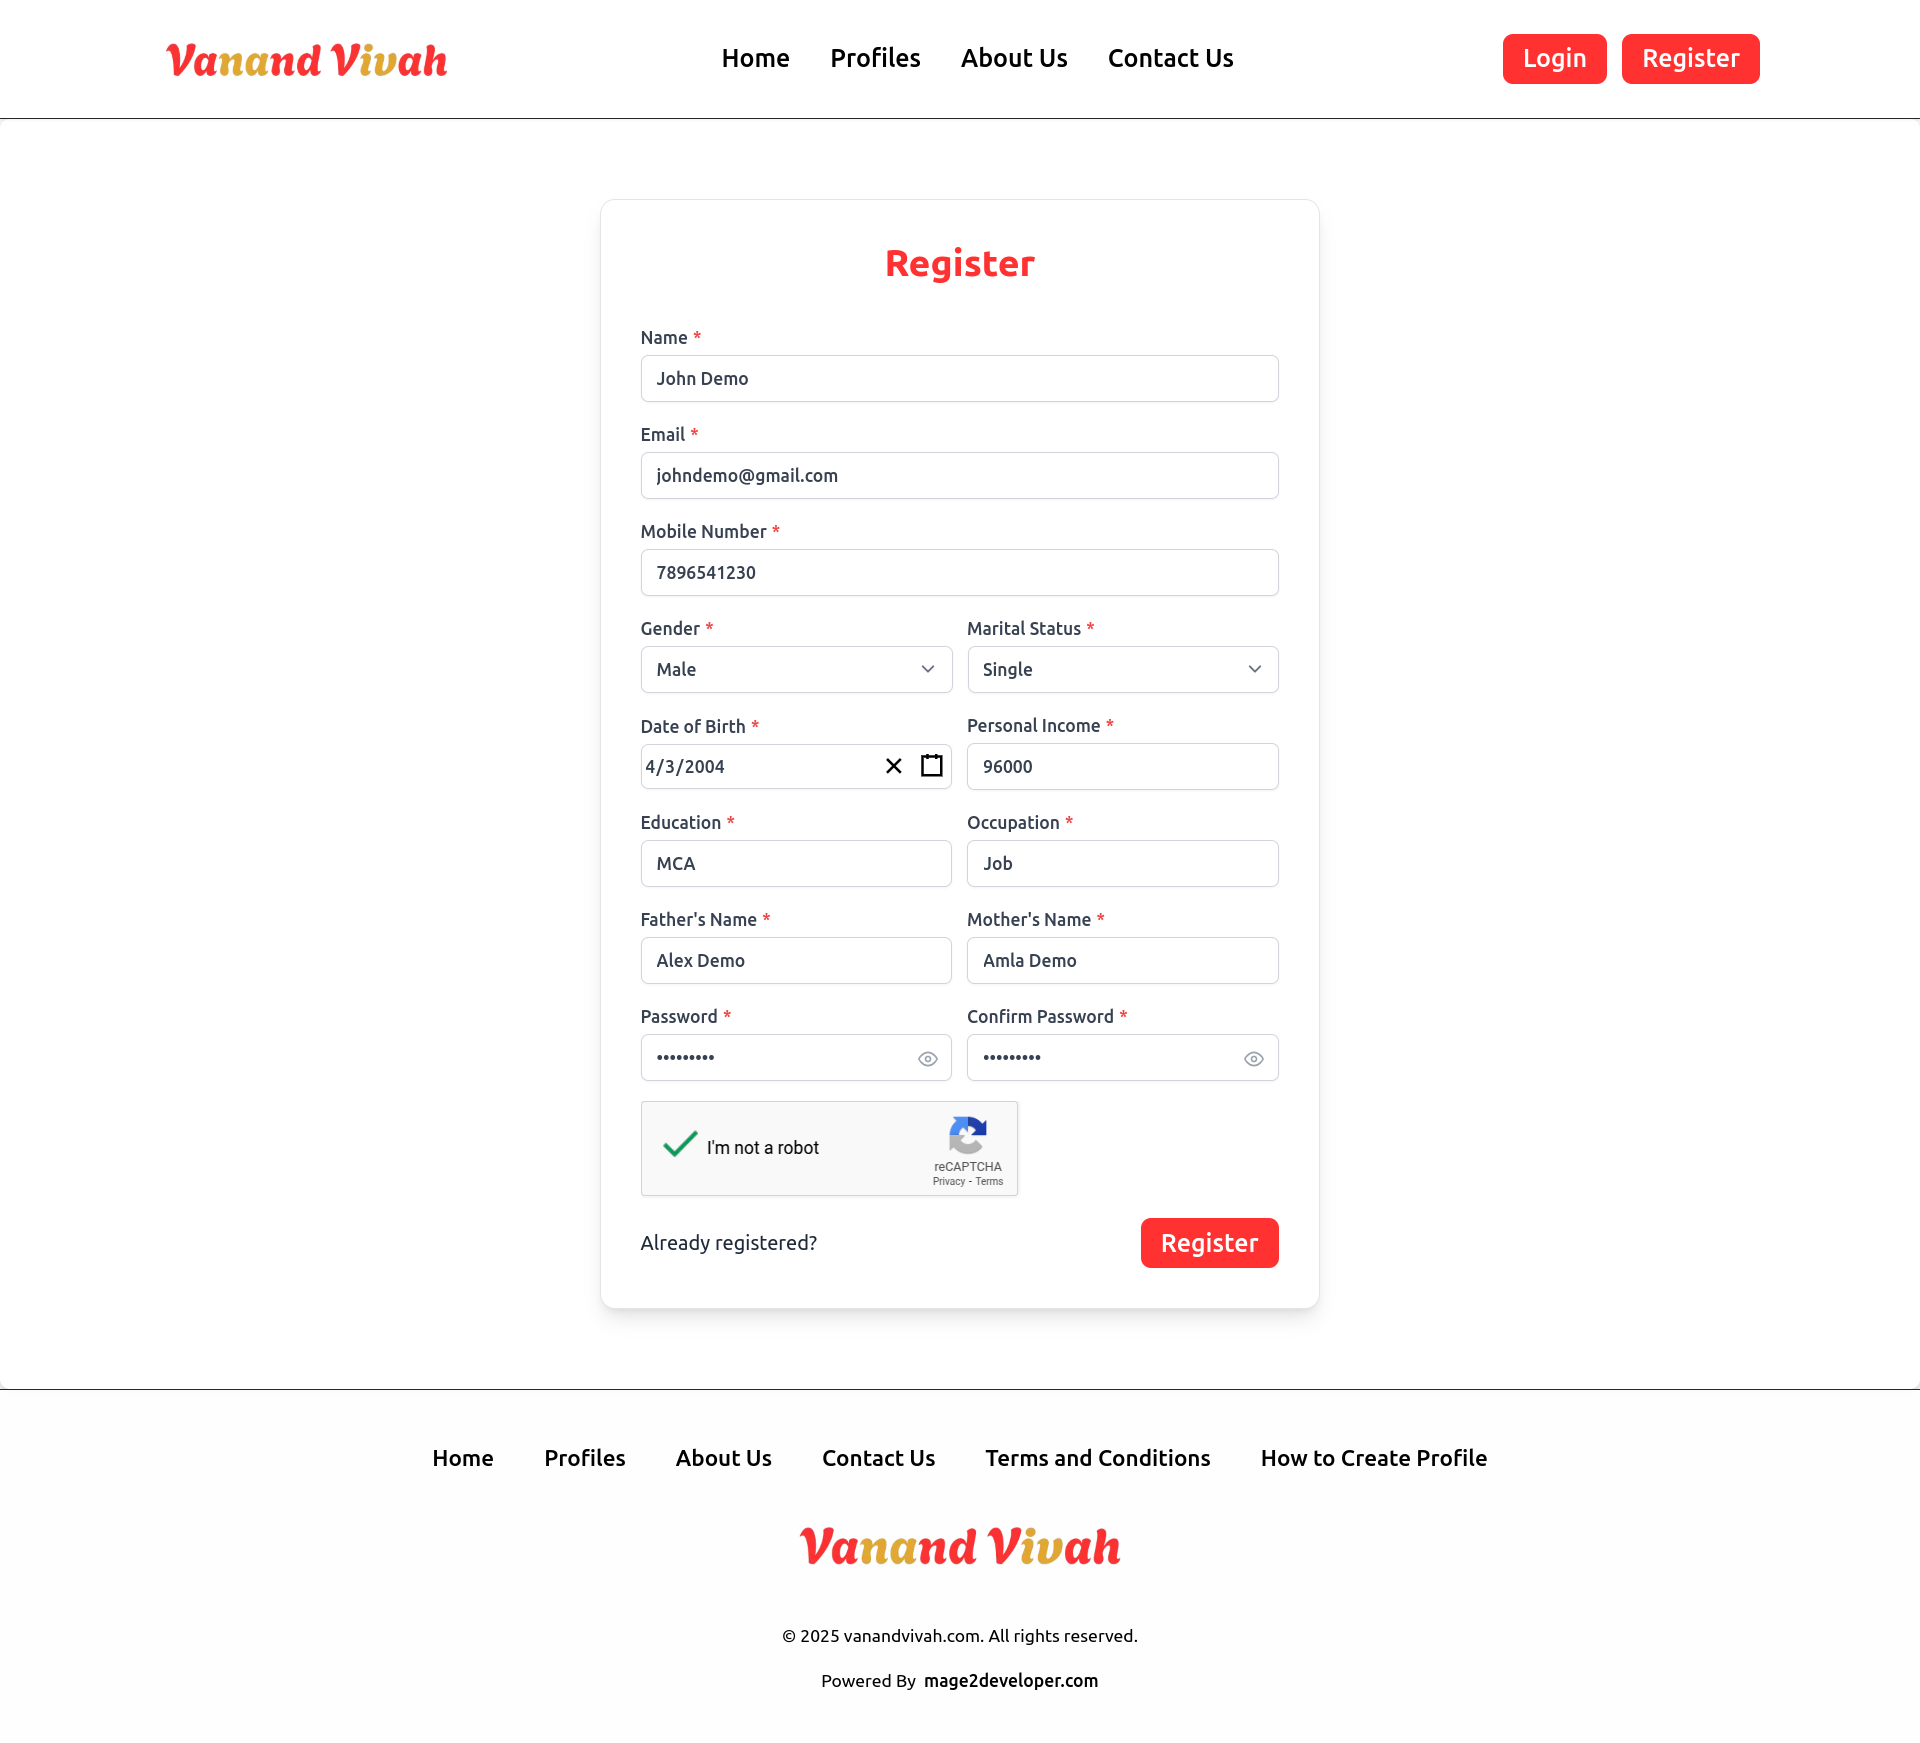 Vanand Vivah Home Profiles About Us Contact Us Login Register
Register
Name *
John Demo
Email *
johndemo@gmail.com
Mobile Number *
7896541230
Gender * Marital Status *
Male Single
Date of Birth * Personal Income *
4/3/2004 96000
Education * Occupation *
MCA Job
Father's Name * Mother's Name *
Alex Demo Amla Demo
Password * Confirm Password *
••••••••• •••••••••
I'm not a robot
reCAPTCHA
Privacy - Terms
Already registered? Register
Home Profiles About Us Contact Us Terms and Conditions How to Create Profile
Vanand Vivah
© 2025 vanandvivah.com. All rights reserved.
Powered By mage2developer.com